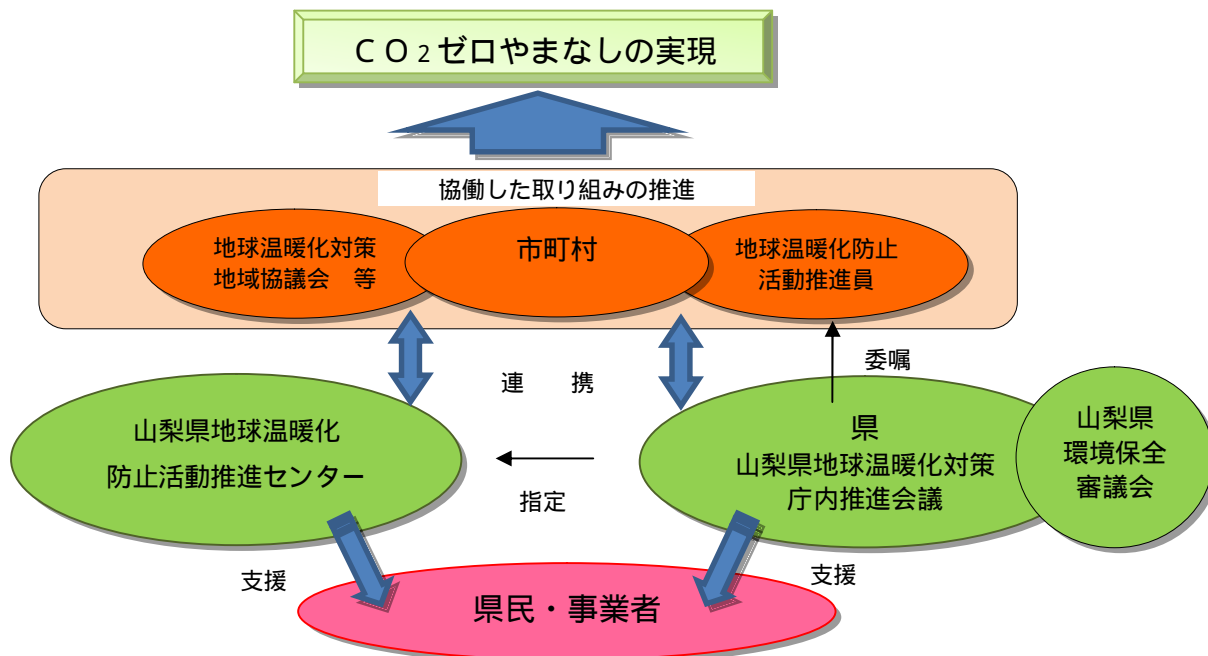 ＣＯ２ゼロやまなしの実現
協働した取り組みの推進
地球温暖化対策
地域協議会　等
市町村
地球温暖化防止
活動推進員
委嘱
連　携
山梨県地球温暖化
防止活動推進センター
指定
県
山梨県地球温暖化対策
庁内推進会議
山梨県
環境保全
審議会
支援
支援
県民・事業者